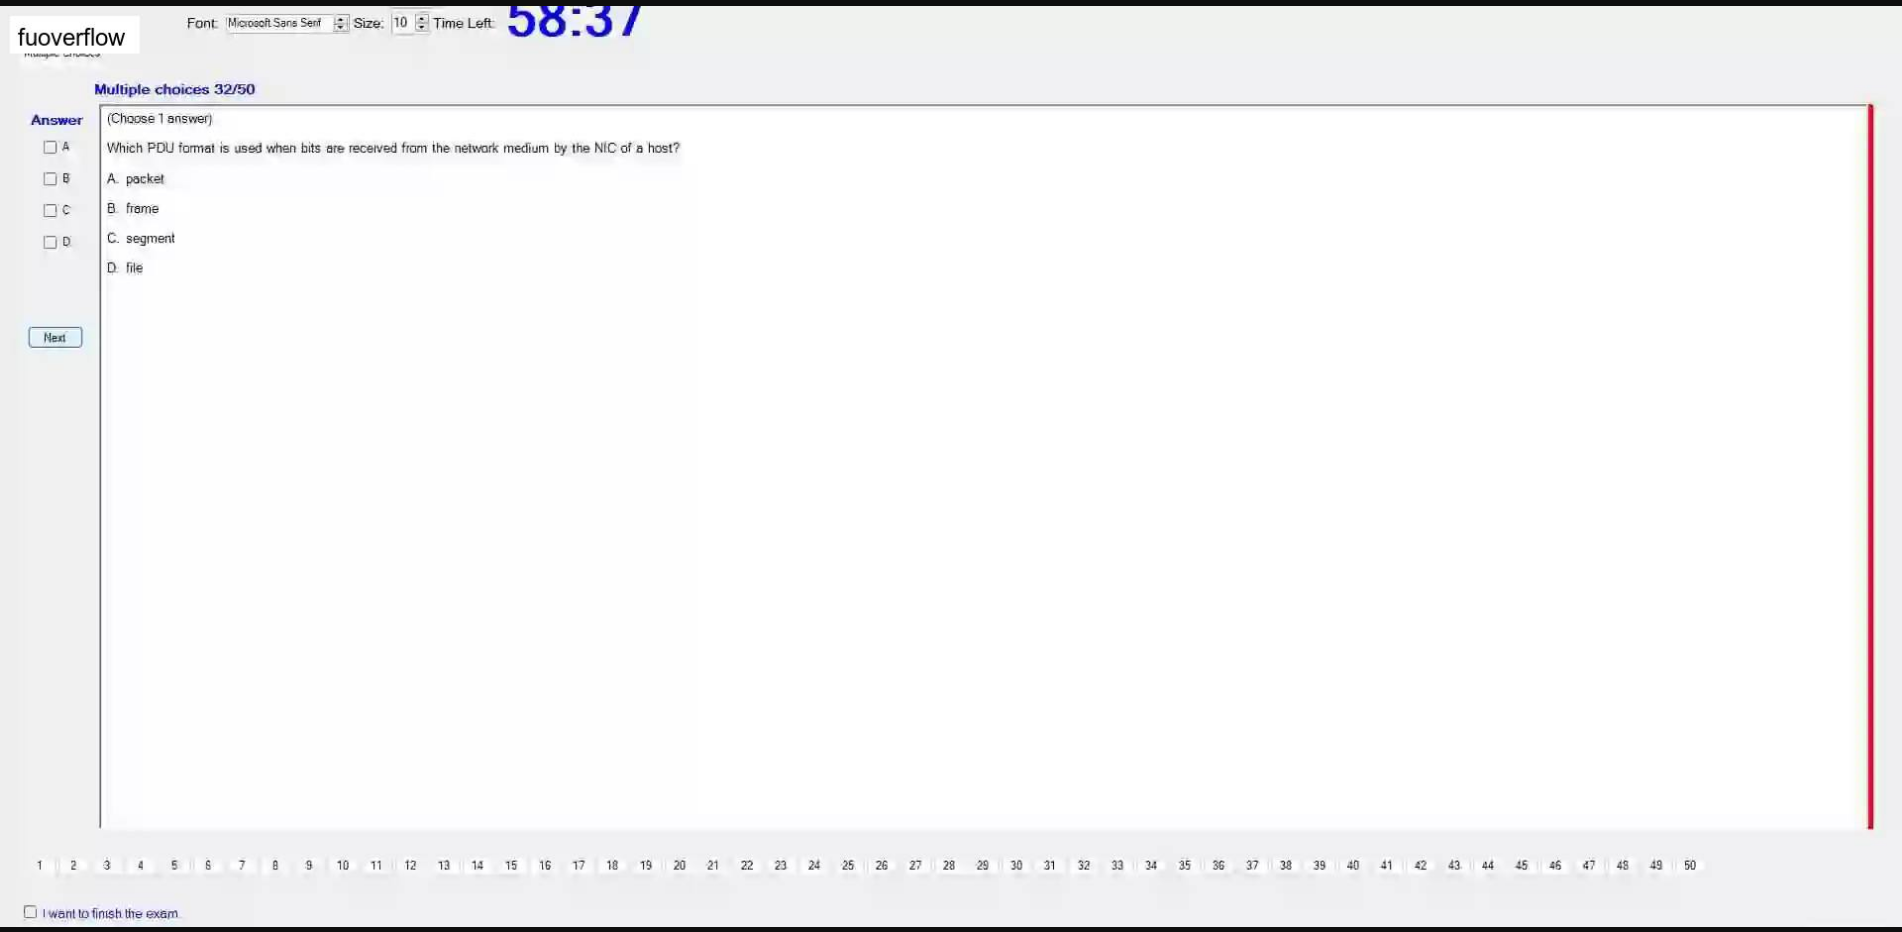 Font: Microsoft Sans Serif Size: 10 Time Left: 58:37
fuoverflow
Multiple choices
Multiple choices 32/50
Answer
(Choose 1 answer)
A
Which PDU format is used when bits are received from the network medium by the NIC of a host?
B
A. packet
C
B. frame
D
C. segment
D. file
Next
1 2 3 4 5 6 7 8 9 10 11 12 13 14 15 16 17 18 19 20 21 22 23 24 25 26 27 28 29 30 31 32 33 34 35 36 37 38 39 40 41 42 43 44 45 46 47 48 49 50
I want to finish the exam.